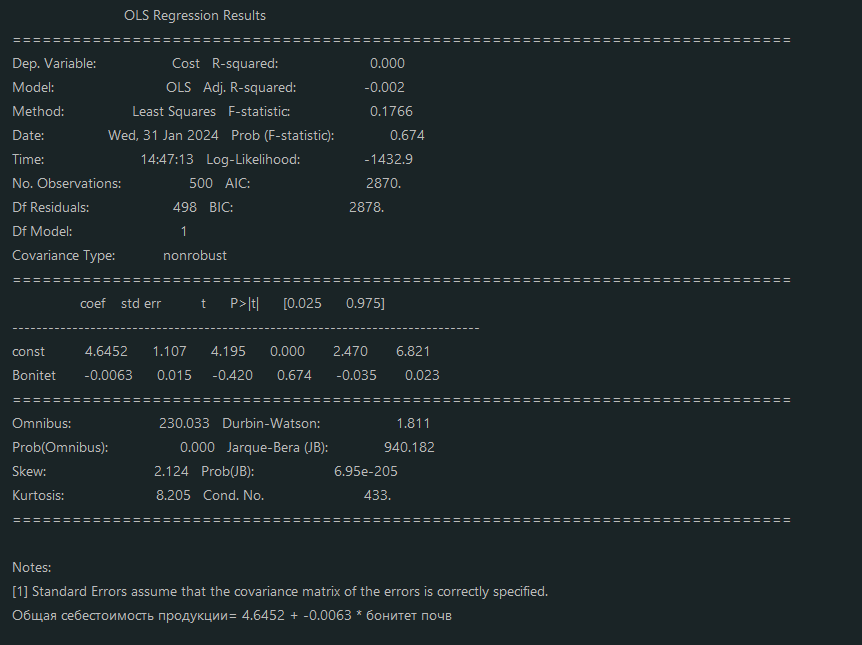 OLS Regression Results
==============================================================================
Dep. Variable: Cost R-squared: 0.000
Model: OLS Adj. R-squared: -0.002
Method: Least Squares F-statistic: 0.1766
Date: Wed, 31 Jan 2024 Prob (F-statistic): 0.674
Time: 14:47:13 Log-Likelihood: -1432.9
No. Observations: 500 AIC: 2870.
Df Residuals: 498 BIC: 2878.
Df Model: 1
Covariance Type: nonrobust
==============================================================================
coef std err t P>|t| [0.025 0.975]
------------------------------------------------------------------------------
const 4.6452 1.107 4.195 0.000 2.470 6.821
Bonitet -0.0063 0.015 -0.420 0.674 -0.035 0.023
==============================================================================
Omnibus: 230.033 Durbin-Watson: 1.811
Prob(Omnibus): 0.000 Jarque-Bera (JB): 940.182
Skew: 2.124 Prob(JB): 6.95e-205
Kurtosis: 8.205 Cond. No. 433.
==============================================================================
Notes:
[1] Standard Errors assume that the covariance matrix of the errors is correctly specified.
Общая себестоимость продукции= 4.6452 + -0.0063 * бонитет почв